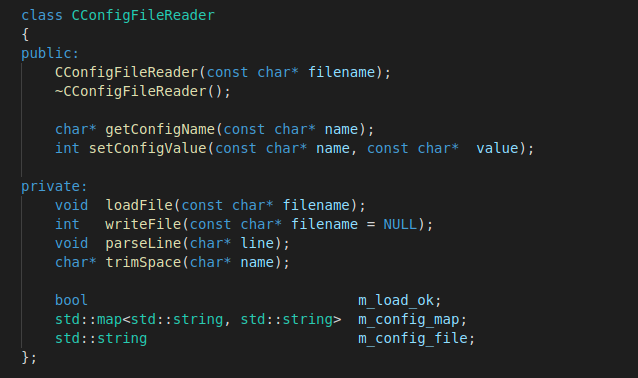 class CConfigFileReader
{
public:
    CConfigFileReader(const char* filename);
    ~CConfigFileReader();

    char* getConfigName(const char* name);
    int setConfigValue(const char* name, const char*  value);

private:
    void  loadFile(const char* filename);
    int   writeFile(const char* filename = NULL);
    void  parseLine(char* line);
    char* trimSpace(char* name);

    bool                                m_load_ok;
    std::map<std::string, std::string>  m_config_map;
    std::string                         m_config_file;
};